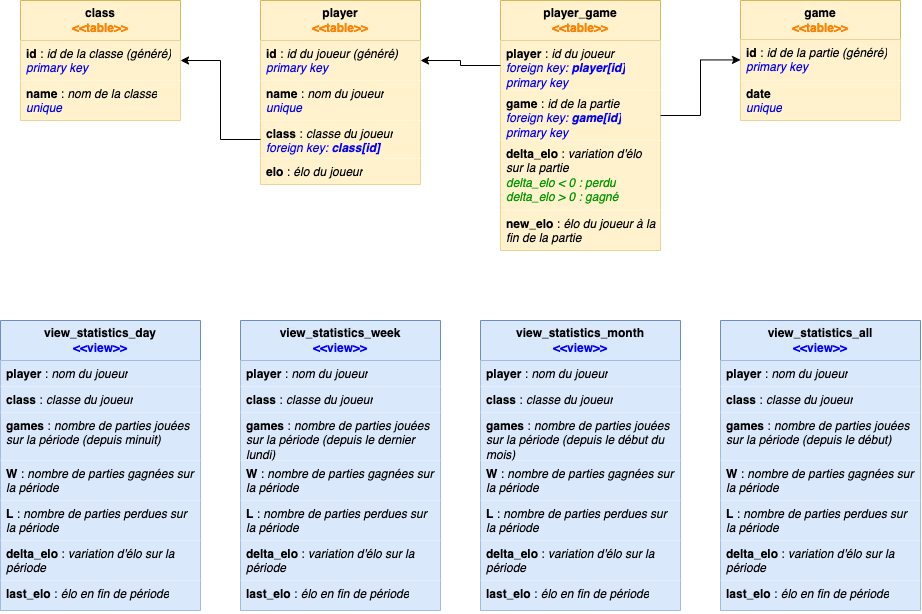 class
<<table>>
id : id de la classe (généré)
primary key
name : nom de la classe
unique
player
<<table>>
id : id du joueur (généré)
primary key
name : nom du joueur
unique
class : classe du joueur
foreign key: class[id]
elo : élo du joueur
player_game
<<table>>
player : id du joueur
foreign key: player[id]
primary key
game : id de la partie
foreign key: game[id]
primary key
delta_elo : variation d'élo
sur la partie
delta_elo < 0 : perdu
delta_elo > 0 : gagné
new_elo : élo du joueur à la
fin de la partie
game
<<table>>
id : id de la partie (généré)
primary key
date
unique
view_statistics_day
<<view>>
player : nom du joueur
class : classe du joueur
games : nombre de parties jouées
sur la période (depuis minuit)
W : nombre de parties gagnées sur
la période
L : nombre de parties perdues sur
la période
delta_elo : variation d'élo sur la
période
last_elo : élo en fin de période
view_statistics_week
<<view>>
player : nom du joueur
class : classe du joueur
games : nombre de parties jouées
sur la période (depuis le dernier
lundi)
W : nombre de parties gagnées sur
la période
L : nombre de parties perdues sur
la période
delta_elo : variation d'élo sur la
période
last_elo : élo en fin de période
view_statistics_month
<<view>>
player : nom du joueur
class : classe du joueur
games : nombre de parties jouées
sur la période (depuis le début du
mois)
W : nombre de parties gagnées sur
la période
L : nombre de parties perdues sur
la période
delta_elo : variation d'élo sur la
période
last_elo : élo en fin de période
view_statistics_all
<<view>>
player : nom du joueur
class : classe du joueur
games : nombre de parties jouées
sur la période (depuis le début)
W : nombre de parties gagnées sur
la période
L : nombre de parties perdues sur
la période
delta_elo : variation d'élo sur la
période
last_elo : élo en fin de période